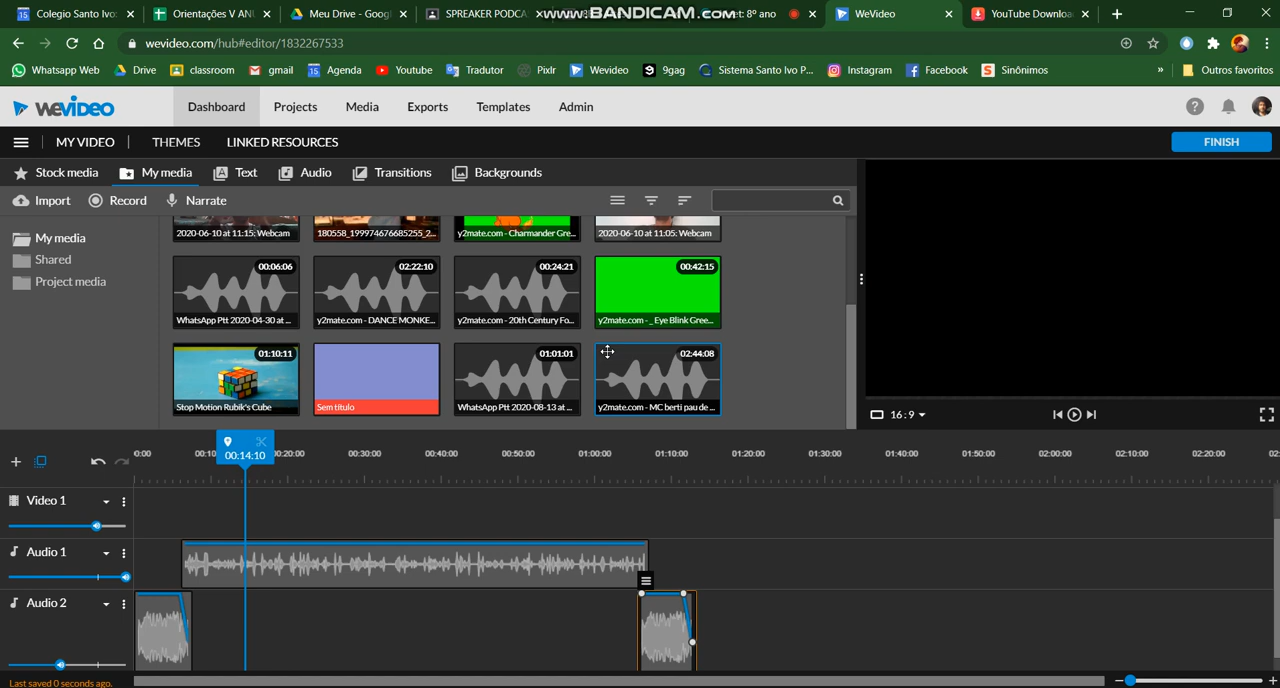 Colegio Santo Ivo:
Orientações V AN
Meu Drive - Goog
SPREAKER PODCA
www.BANDICAM.com
et: 8º ano
WeVideo
YouTube Downlo
wevideo.com/hub#editor/1832267533
Whatsapp Web
Drive
classroom
gmail
Agenda
Youtube
Tradutor
Pixlr
Wevideo
9gag
Sistema Santo Ivo P...
Instagram
Facebook
Sinônimos
»
Outros favoritos
WEVIDEO
Dashboard
Projects
Media
Exports
Templates
Admin
MY VIDEO
THEMES
LINKED RESOURCES
FINISH
Stock media
My media
Text
Audio
Transitions
Backgrounds
Import
Record
Narrate
My media
Shared
Project media
2020-06-10 at 11:15: Webcam
180558_199974676685255_2...
y2mate.com - Charmander Gre...
2020-06-10 at 11:05: Webcam
00:06:06
02:22:10
00:24:21
00:42:15
WhatsApp Ptt 2020-04-30 at ...
y2mate.com - DANCE MONKE...
y2mate.com - 20th Century Fo...
y2mate.com - _ Eye Blink Gree...
01:10:11
01:01:01
02:44:08
Stop Motion Rubik's Cube
Sem título
WhatsApp Ptt 2020-08-13 at ...
y2mate.com - MC berti pau de ...
16:9
00:14:10
0:00
00:10
0:20:00
00:30:00
00:40:00
00:50:00
01:00:00
01:10:00
01:20:00
01:30:00
01:40:00
01:50:00
02:00:00
02:10:00
02:20:00
02:
Video 1
Audio 1
Audio 2
Last saved 0 seconds ago.